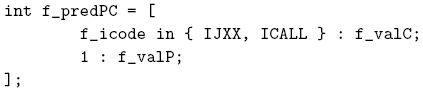 int f_predPC = [
        f_icode in { IJXX, ICALL } : f_valC;
        1 : f_valP;
];